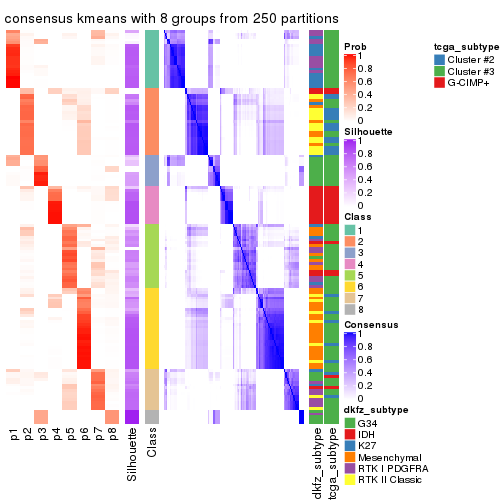 consensus kmeans with 8 groups from 250 partitions
Prob
1
0.8
0.6
0.4
0.2
0
Silhouette
1
0.8
0.6
0.4
0.2
0
Class
1
2
3
4
5
6
7
8
Consensus
1
0.8
0.6
0.4
0.2
0
dkfz_subtype
G34
IDH
K27
Mesenchymal
RTK I PDGFRA
RTK II Classic
tcga_subtype
Cluster #2
Cluster #3
G-CIMP+
p1
p2
p3
p4
p5
p6
p7
p8
Silhouette
Class
dkfz_subtype
tcga_subtype